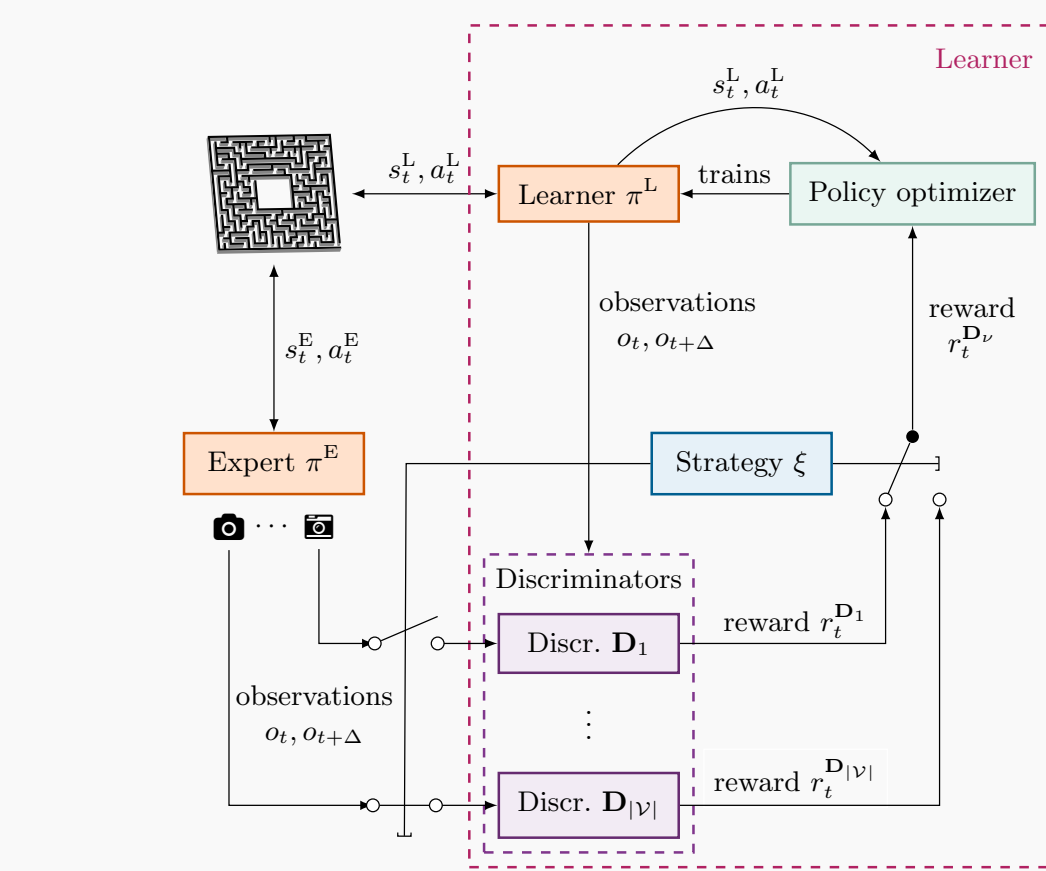 Learner
s_t^L, a_t^L
s_t^L, a_t^L
Learner π^L
trains
Policy optimizer
observations
o_t, o_{t+Δ}
reward
r_t^{D_ν}
s_t^E, a_t^E
Expert π^E
Strategy ξ
· · ·
Discriminators
Discr. D_1
reward r_t^{D_1}
observations
o_t, o_{t+Δ}
⋮
Discr. D_{|𝒱|}
reward r_t^{D_{|𝒱|}}